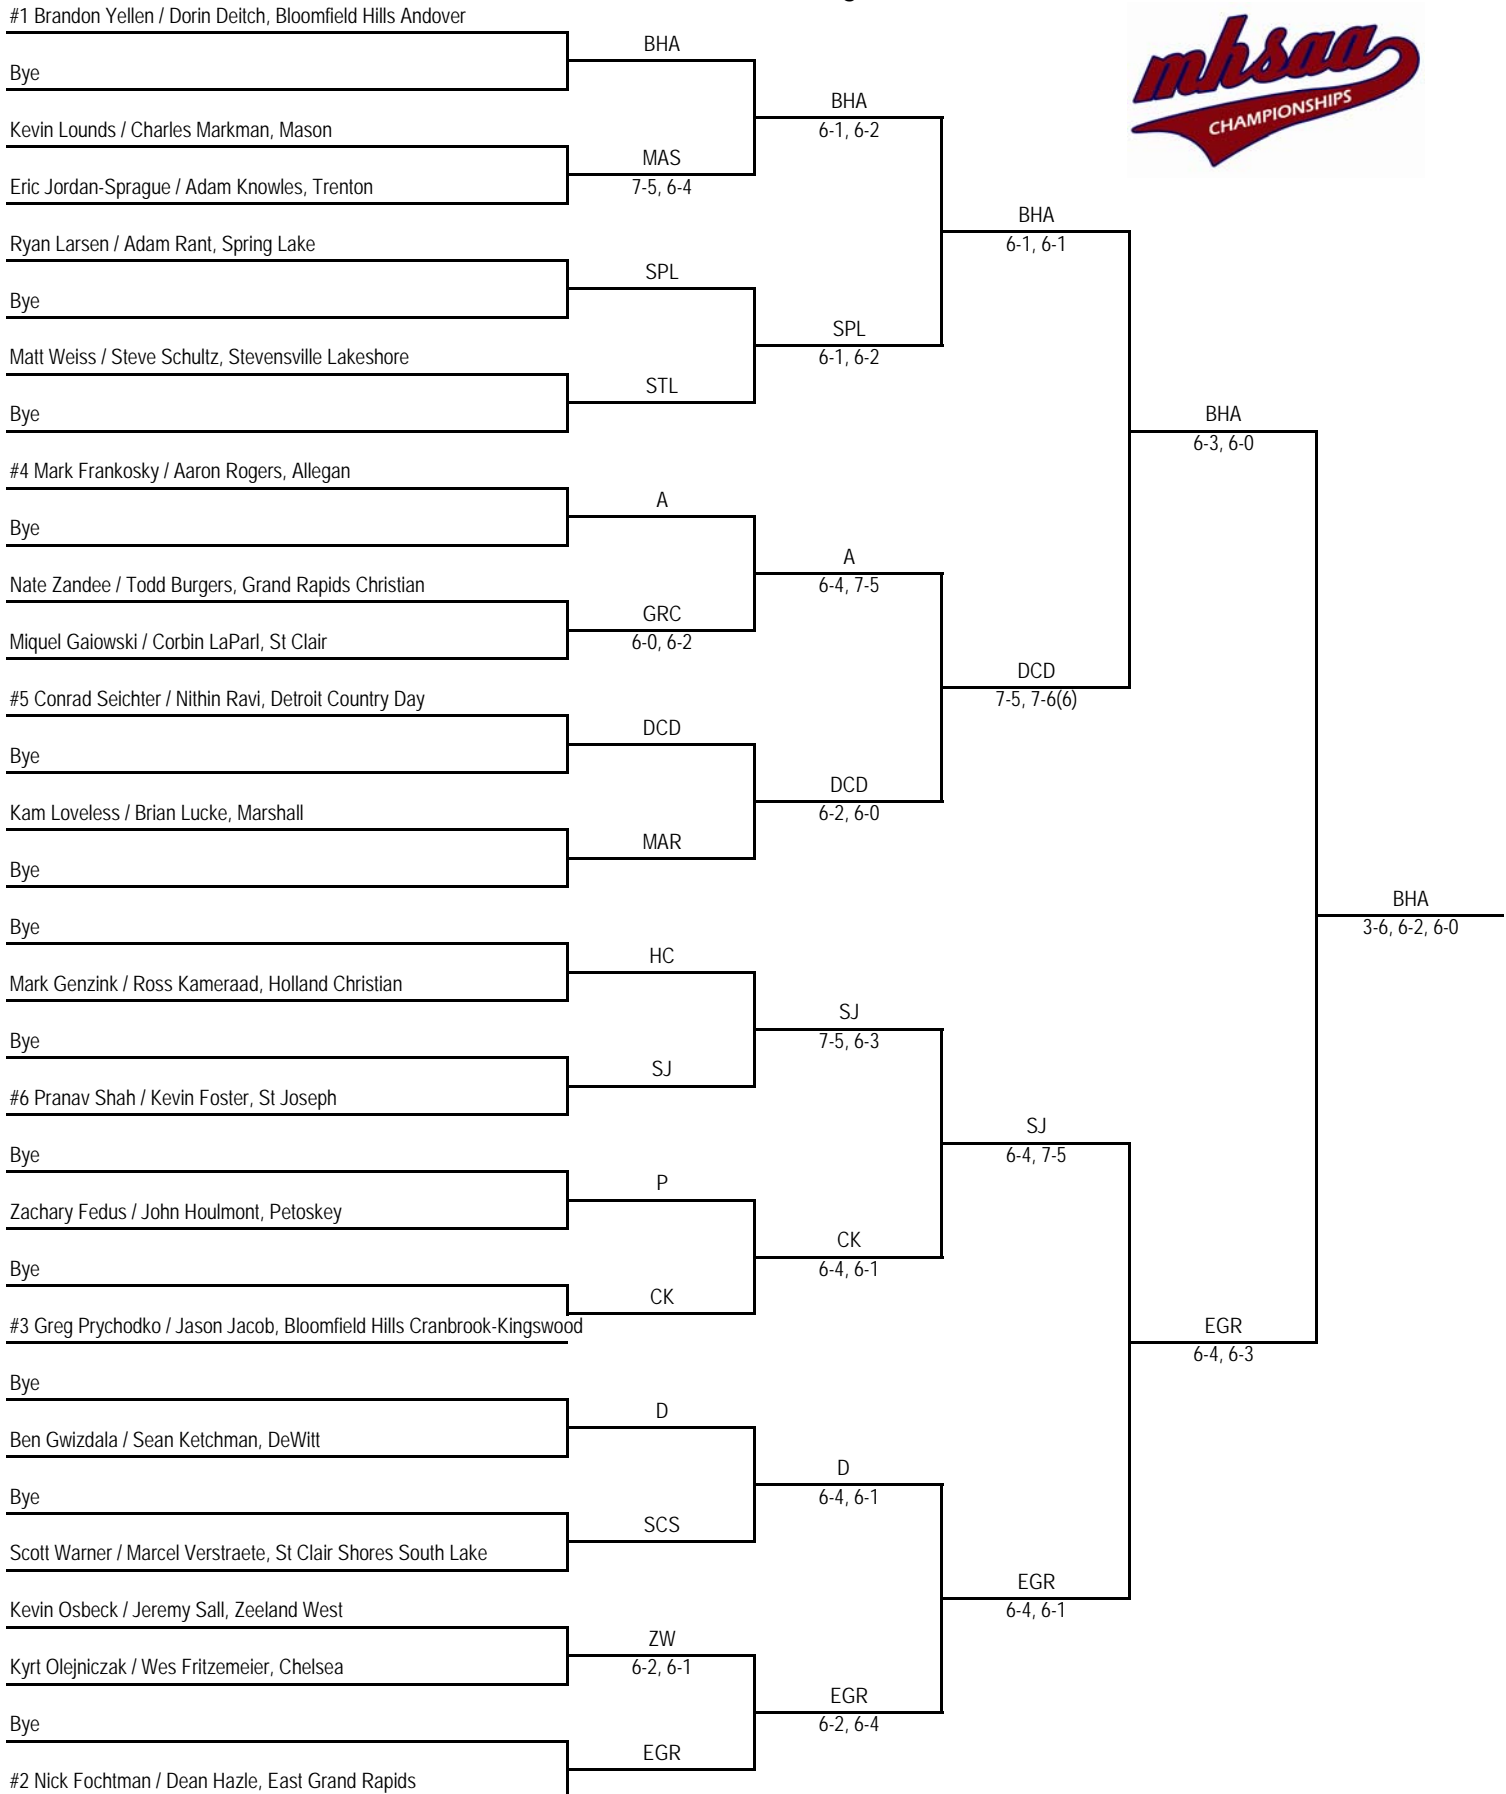 #1 Brandon Yellen / Dorin Deitch, Bloomfield Hills Andover
Bye
Kevin Lounds / Charles Markman, Mason
Eric Jordan-Sprague / Adam Knowles, Trenton
Ryan Larsen / Adam Rant, Spring Lake
Bye
Matt Weiss / Steve Schultz, Stevensville Lakeshore
Bye
#4 Mark Frankosky / Aaron Rogers, Allegan
Bye
Nate Zandee / Todd Burgers, Grand Rapids Christian
Miquel Gaiowski / Corbin LaParl, St Clair
#5 Conrad Seichter / Nithin Ravi, Detroit Country Day
Bye
Kam Loveless / Brian Lucke, Marshall
Bye
Bye
Mark Genzink / Ross Kameraad, Holland Christian
Bye
#6 Pranav Shah / Kevin Foster, St Joseph
Bye
Zachary Fedus / John Houlmont, Petoskey
Bye
#3 Greg Prychodko / Jason Jacob, Bloomfield Hills Cranbrook-Kingswood
Bye
Ben Gwizdala / Sean Ketchman, DeWitt
Bye
Scott Warner / Marcel Verstraete, St Clair Shores South Lake
Kevin Osbeck / Jeremy Sall, Zeeland West
Kyrt Olejniczak / Wes Fritzemeier, Chelsea
Bye
#2 Nick Fochtman / Dean Hazle, East Grand Rapids
BHA
MAS
7-5, 6-4
SPL
STL
A
GRC
6-0, 6-2
DCD
MAR
HC
SJ
P
CK
D
SCS
ZW
6-2, 6-1
EGR
BHA
6-1, 6-2
SPL
6-1, 6-2
A
6-4, 7-5
DCD
6-2, 6-0
SJ
7-5, 6-3
CK
6-4, 6-1
D
6-4, 6-1
EGR
6-2, 6-4
BHA
6-1, 6-1
DCD
7-5, 7-6(6)
SJ
6-4, 7-5
EGR
6-4, 6-1
BHA
6-3, 6-0
EGR
6-4, 6-3
BHA
3-6, 6-2, 6-0
mhsaa
CHAMPIONSHIPS